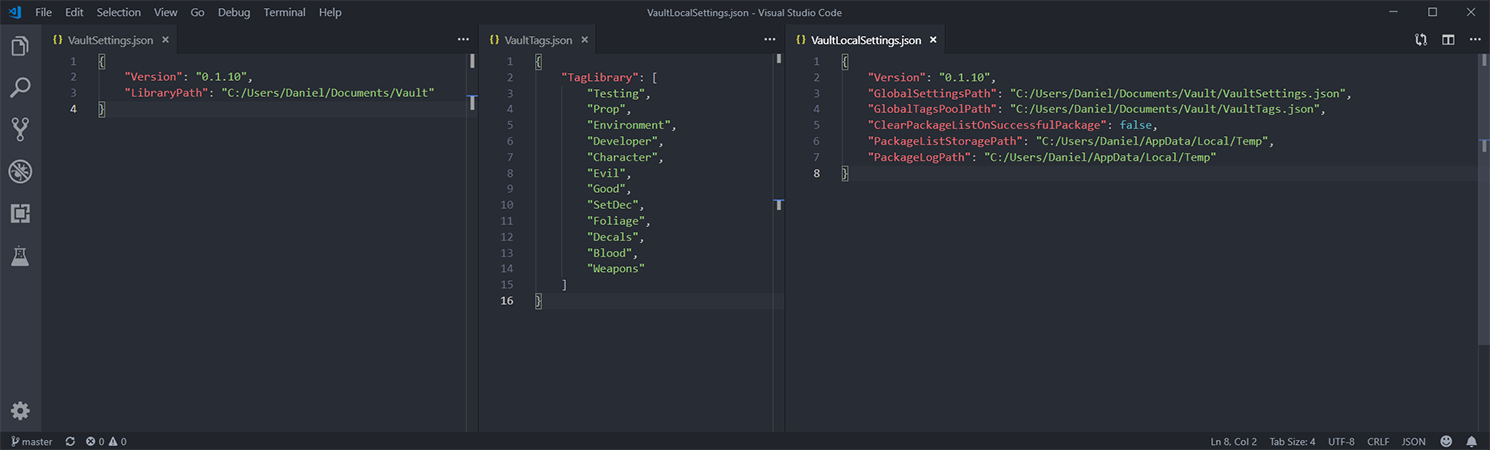 File Edit Selection View Go Debug Terminal Help
VaultLocalSettings.json - Visual Studio Code
{} VaultSettings.json ×
1 {
2 "Version": "0.1.10",
3 "LibraryPath": "C:/Users/Daniel/Documents/Vault"
4 }
{} VaultTags.json ×
1 {
2 "TagLibrary": [
3 "Testing",
4 "Prop",
5 "Environment",
6 "Developer",
7 "Character",
8 "Evil",
9 "Good",
10 "SetDec",
11 "Foliage",
12 "Decals",
13 "Blood",
14 "Weapons"
15 ]
16 }
{} VaultLocalSettings.json ×
1 {
2 "Version": "0.1.10",
3 "GlobalSettingsPath": "C:/Users/Daniel/Documents/Vault/VaultSettings.json",
4 "GlobalTagsPoolPath": "C:/Users/Daniel/Documents/Vault/VaultTags.json",
5 "ClearPackageListOnSuccessfulPackage": false,
6 "PackageListStoragePath": "C:/Users/Daniel/AppData/Local/Temp",
7 "PackageLogPath": "C:/Users/Daniel/AppData/Local/Temp"
8 }
master 0 0
Ln 8, Col 2 Tab Size: 4 UTF-8 CRLF JSON